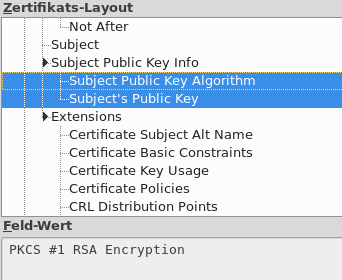 Zertifikats-Layout
Not After
Subject
Subject Public Key Info
Subject Public Key Algorithm
Subject's Public Key
Extensions
Certificate Subject Alt Name
Certificate Basic Constraints
Certificate Key Usage
Certificate Policies
CRL Distribution Points
Feld-Wert
PKCS #1 RSA Encryption